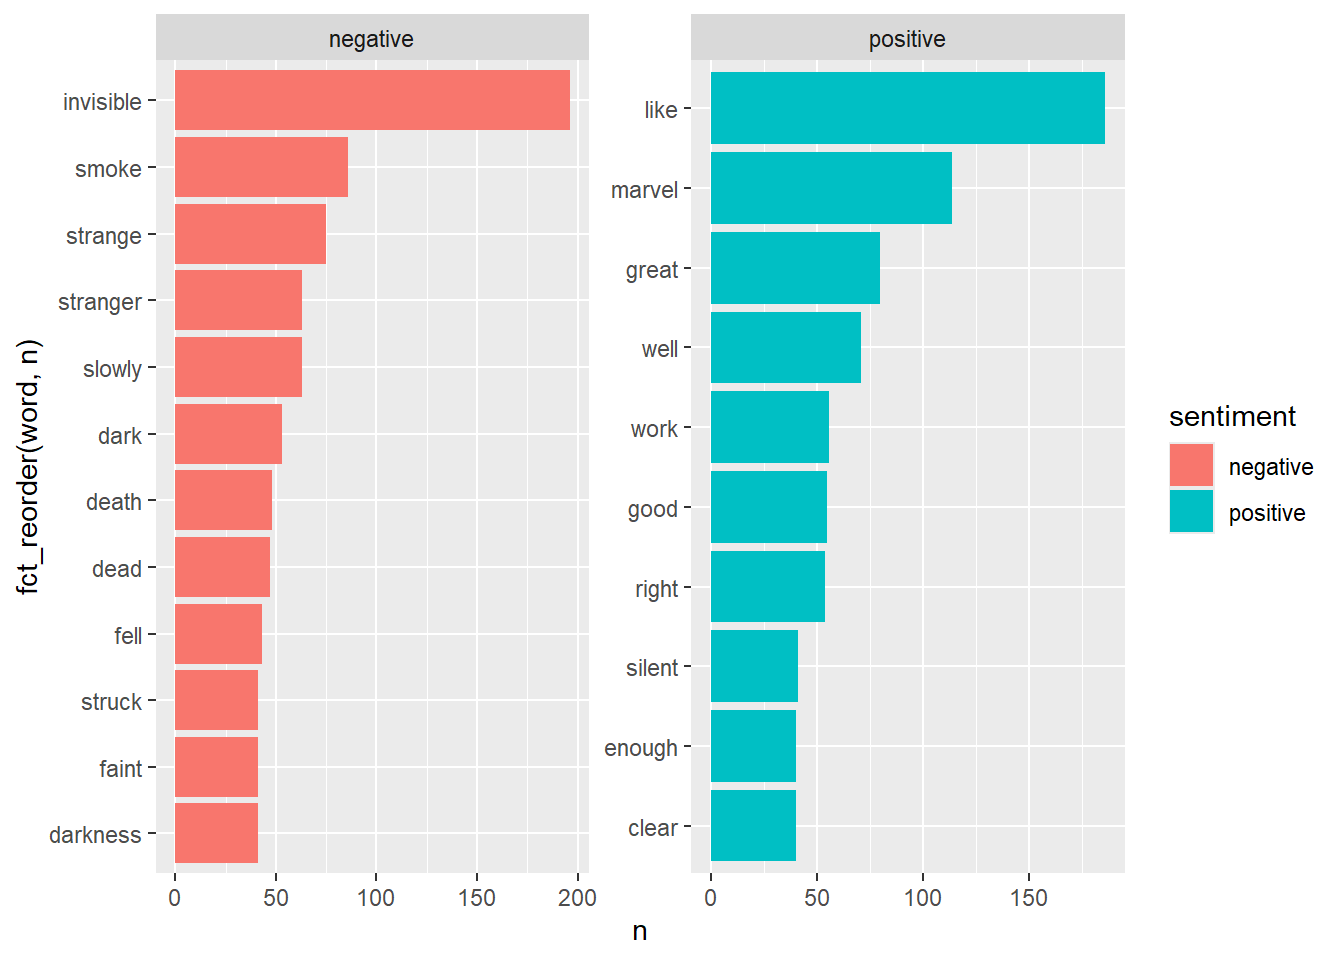 negative
positive
invisible
smoke
strange
stranger
slowly
dark
death
dead
fell
struck
faint
darkness
like
marvel
great
well
work
good
right
silent
enough
clear
0 50 100 150 200
0 50 100 150
n
fct_reorder(word, n)
sentiment
negative
positive